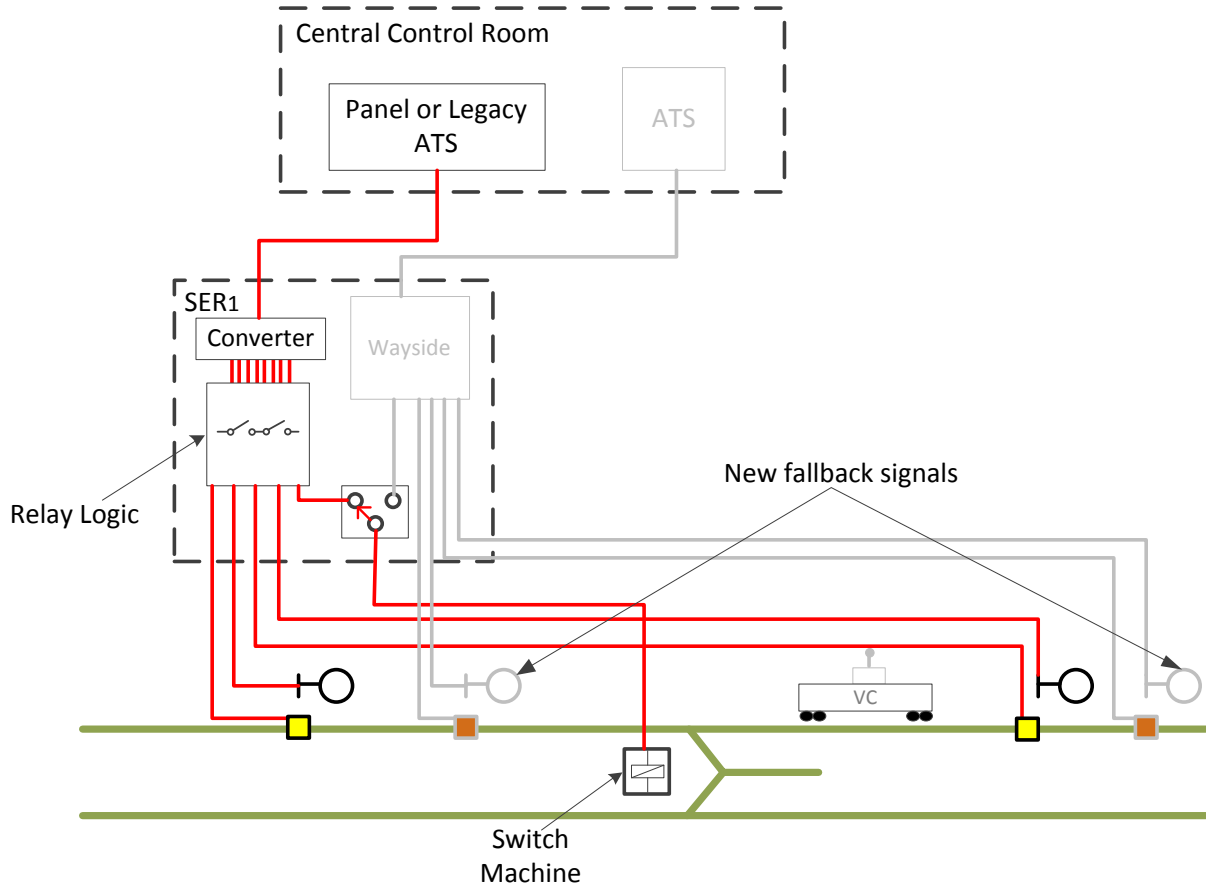 Central Control Room
Panel or Legacy
ATS
ATS
SER1
Converter
Wayside
Relay Logic
New fallback signals
VC
Switch
Machine